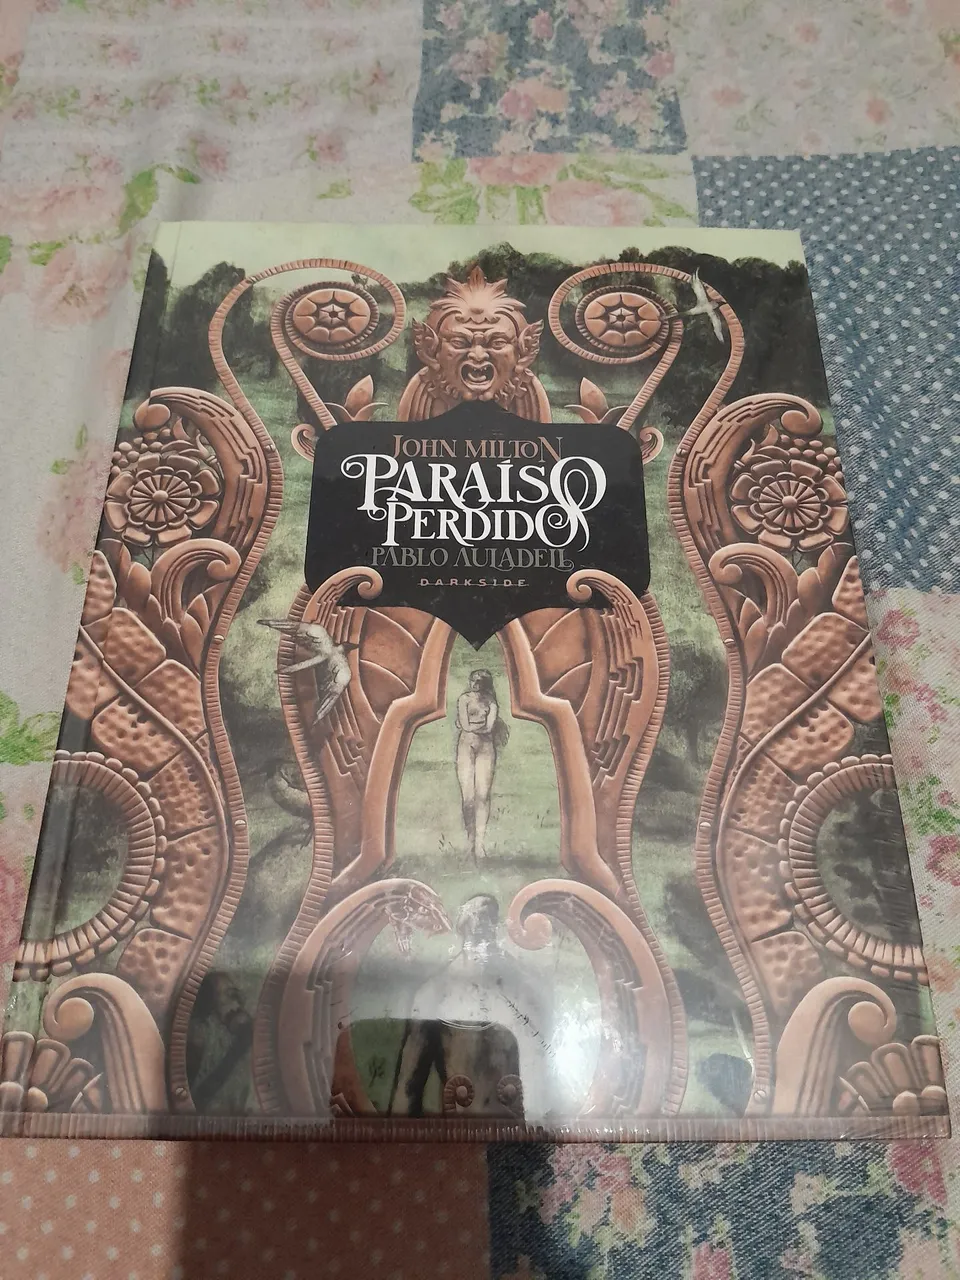 JOHN MILTON
PARAÍSO
PERDIDO
PABLO AULADELL
DARKSIDE